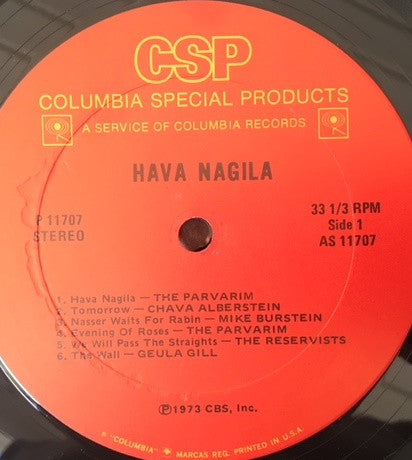 CSP
COLUMBIA SPECIAL PRODUCTS
A SERVICE OF COLUMBIA RECORDS
HAVA NAGILA
P 11707
STEREO
33 1/3 RPM
Side 1
AS 11707
1. Hava Nagila — THE PARVARIM
2. Tomorrow — CHAVA ALBERSTEIN
3. Nasser Waits For Rabin — MIKE BURSTEIN
4. Evening Of Roses — THE PARVARIM
5. We Will Pass The Straights — THE RESERVISTS
6. The Wall — GEULA GILL
Ⓟ1973 CBS, Inc.
® "COLUMBIA" MARCAS REG. PRINTED IN U.S.A.